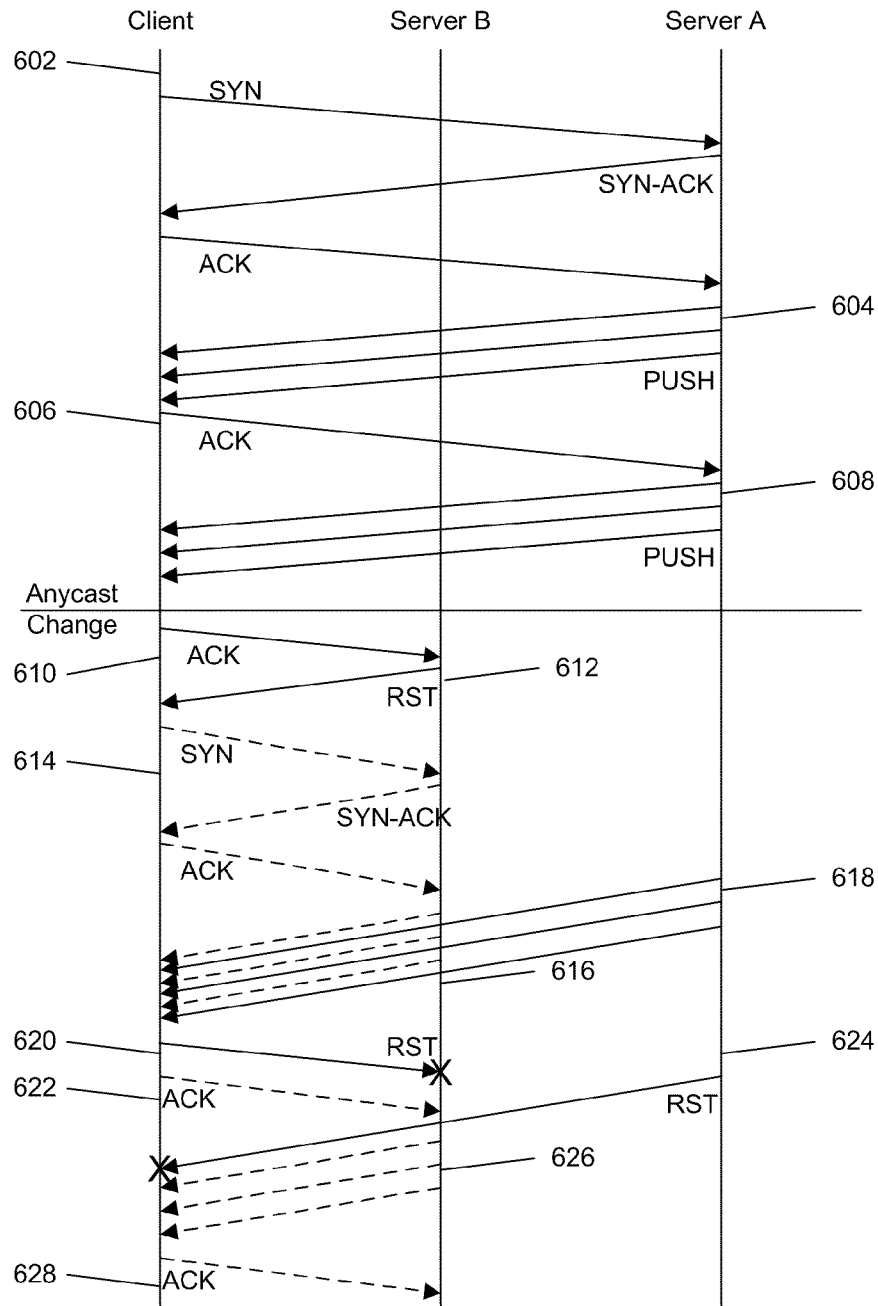 Client Server B Server A
602
SYN
SYN-ACK
ACK
604
PUSH
606
ACK
608
PUSH
Anycast
Change
ACK
610
612
RST
SYN
614
SYN-ACK
ACK
618
616
620
RST
624
622
ACK
RST
626
628
ACK